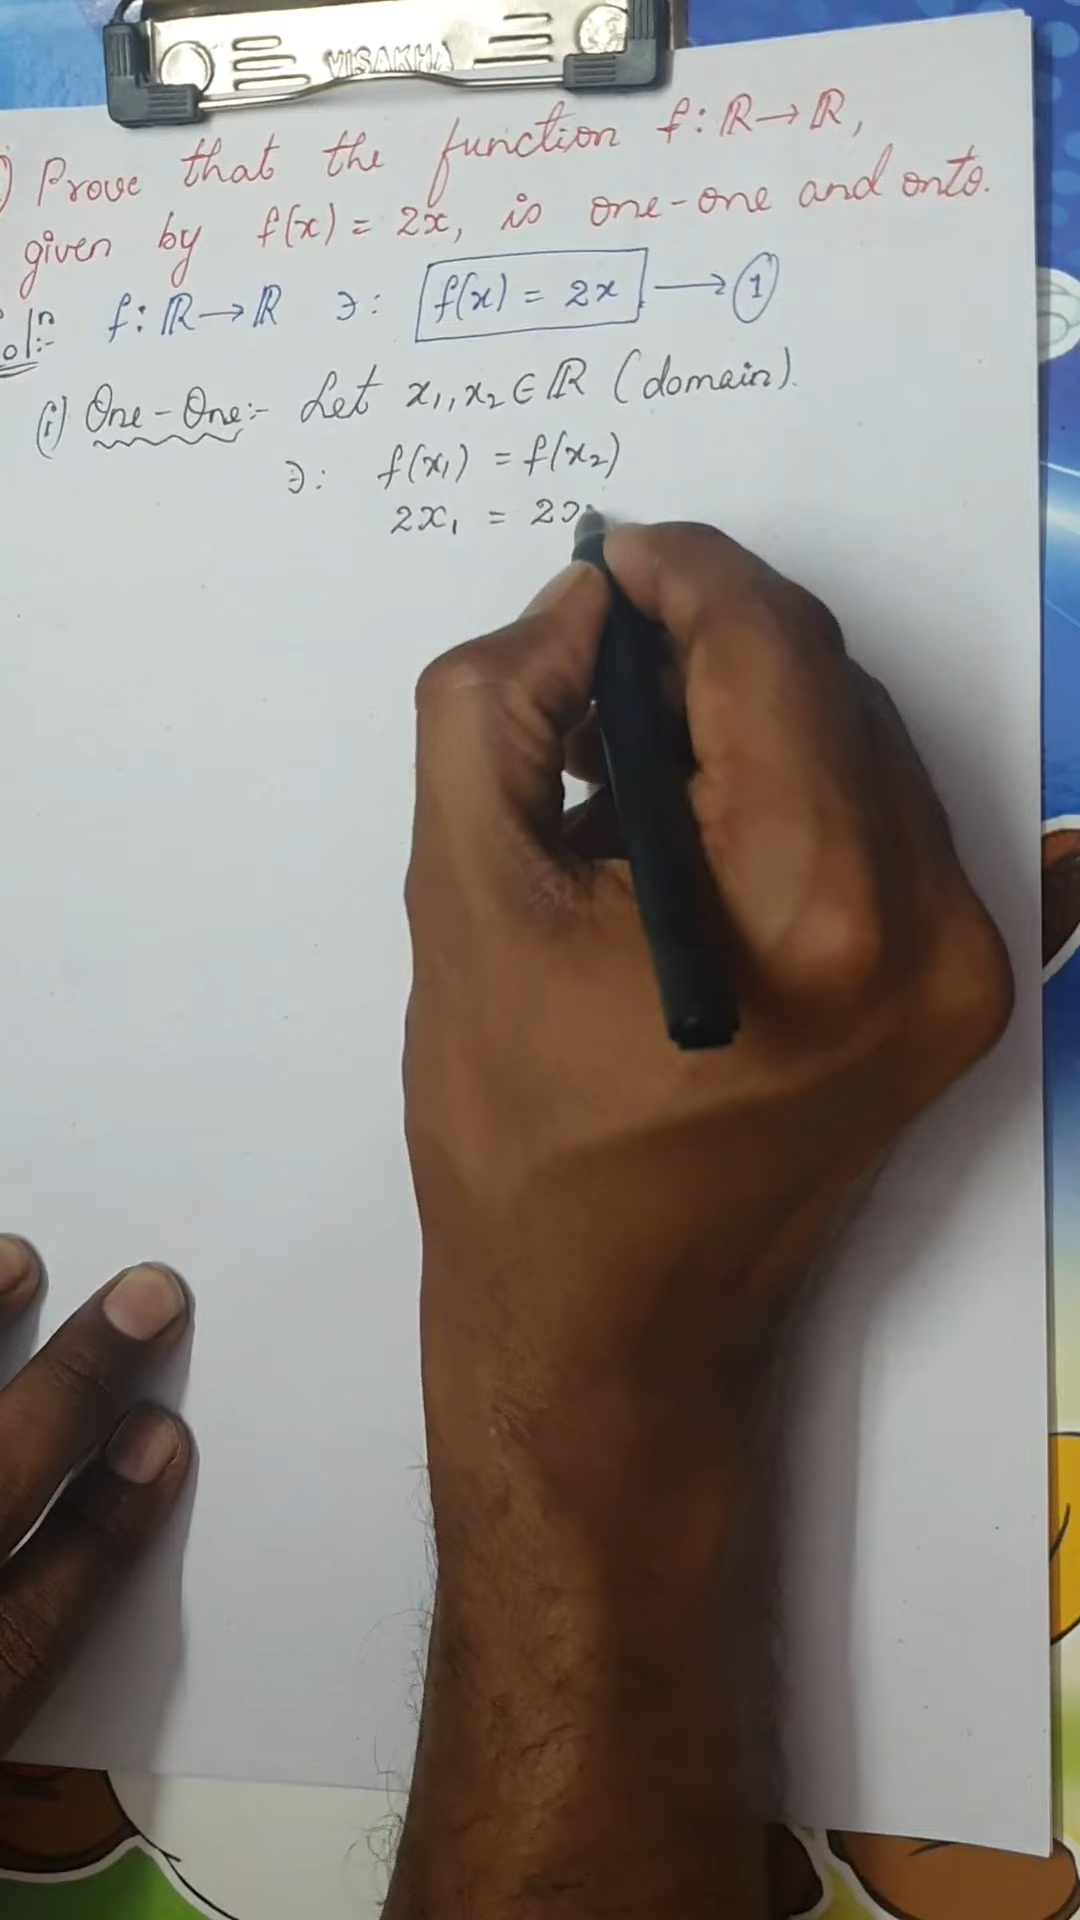 VISAKHA
) Prove that the function f: ℝ→ℝ,
given by f(x) = 2x, is one-one and onto.
Sol|n:- f: ℝ→ℝ ∋: f(x) = 2x → 1
(i) One-One:- Let x₁, x₂ ∈ ℝ (domain).
∋: f(x₁) = f(x₂)
2x₁ = 2x